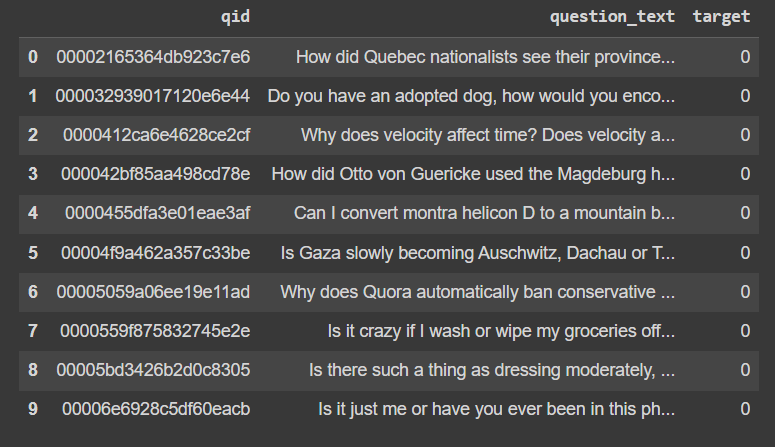 qid question_text target
0 00002165364db923c7e6 How did Quebec nationalists see their province... 0
1 000032939017120e6e44 Do you have an adopted dog, how would you enco... 0
2 0000412ca6e4628ce2cf Why does velocity affect time? Does velocity a... 0
3 000042bf85aa498cd78e How did Otto von Guericke used the Magdeburg h... 0
4 0000455dfa3e01eae3af Can I convert montra helicon D to a mountain b... 0
5 00004f9a462a357c33be Is Gaza slowly becoming Auschwitz, Dachau or T... 0
6 00005059a06ee19e11ad Why does Quora automatically ban conservative ... 0
7 0000559f875832745e2e Is it crazy if I wash or wipe my groceries off... 0
8 00005bd3426b2d0c8305 Is there such a thing as dressing moderately, ... 0
9 00006e6928c5df60eacb Is it just me or have you ever been in this ph... 0